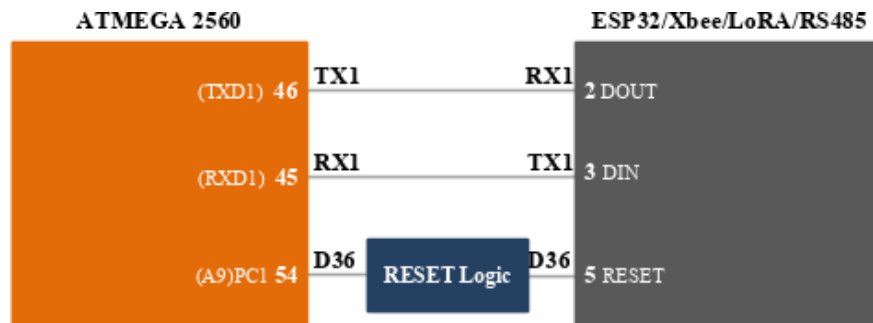 ATMEGA 2560 ESP32/Xbee/LoRA/RS485
(TXD1) 46 TX1 RX1 2 DOUT
(RXD1) 45 RX1 TX1 3 DIN
(A9)PC1 54 D36 RESET Logic D36 5 RESET